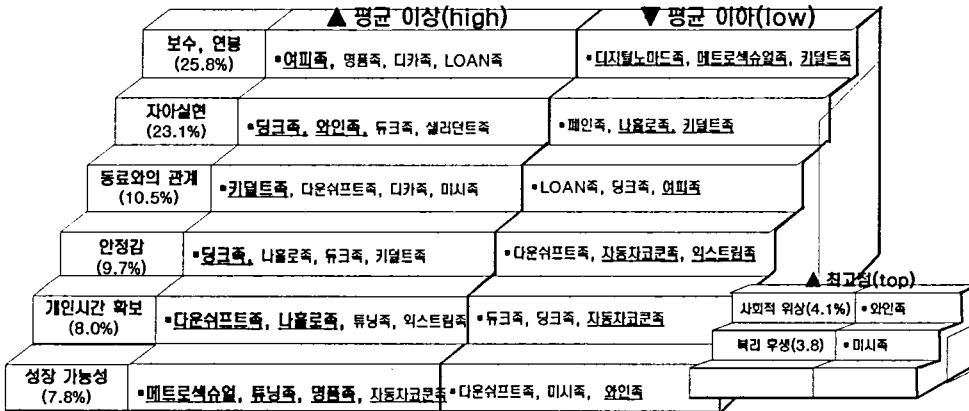 ▲ 평균 이상(high) ▼ 평균 이하(low)
보수, 연봉
(25.8%)
▪여피족, 명품족, 디카족, LOAN족
▪디지털노마드족, 메트로섹슈얼족, 키덜트족
자아실현
(23.1%)
▪딩크족, 와인족, 듀크족, 샐러던트족
▪폐인족, 나홀로족, 키덜트족
동료와의 관계
(10.5%)
▪키덜트족, 다운쉬프트족, 디카족, 미시족
▪LOAN족, 딩크족, 여피족
안정감
(9.7%)
▪딩크족, 나홀로족, 듀크족, 키덜트족
▪다운쉬프트족, 자동차코쿤족, 익스트림족
개인시간 확보
(8.0%)
▪다운쉬프트족, 나홀로족, 튜닝족, 익스트림족
▪듀크족, 딩크족, 자동차코쿤족
성장 가능성
(7.8%)
▪메트로섹슈얼, 튜닝족, 명품족, 자동차코쿤족
▪다운쉬프트족, 미시족, 와인족
▲ 최고점(top)
사회적 위상(4.1%) ▪와인족
복리 후생(3.8) ▪미시족